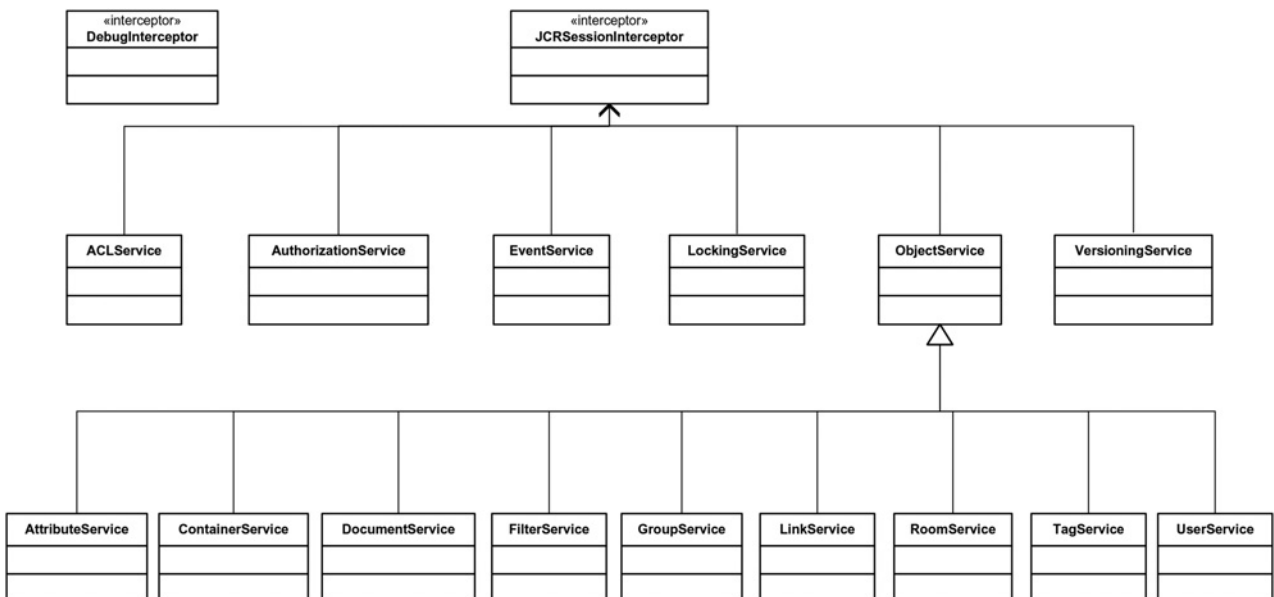 «interceptor»
DebugInterceptor
«interceptor»
JCRSessionInterceptor
ACLService
AuthorizationService
EventService
LockingService
ObjectService
VersioningService
AttributeService
ContainerService
DocumentService
FilterService
GroupService
LinkService
RoomService
TagService
UserService